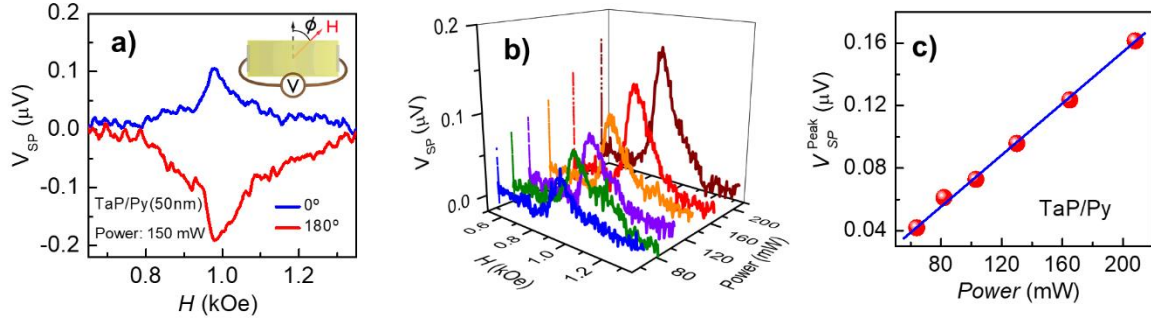 a)
ϕ
H
V
V_SP (μV)
0.2
0.1
0.0
-0.1
-0.2
TaP/Py(50nm)
Power: 150 mW
0º
180º
0.8
1.0
1.2
H (kOe)
b)
V_SP (μV)
0.2
0.1
0.0
0.6
0.8
1.0
1.2
H (kOe)
80
120
160
200
Power (mW)
c)
V_SP^Peak (μV)
0.16
0.12
0.08
0.04
TaP/Py
80
120
160
200
Power (mW)